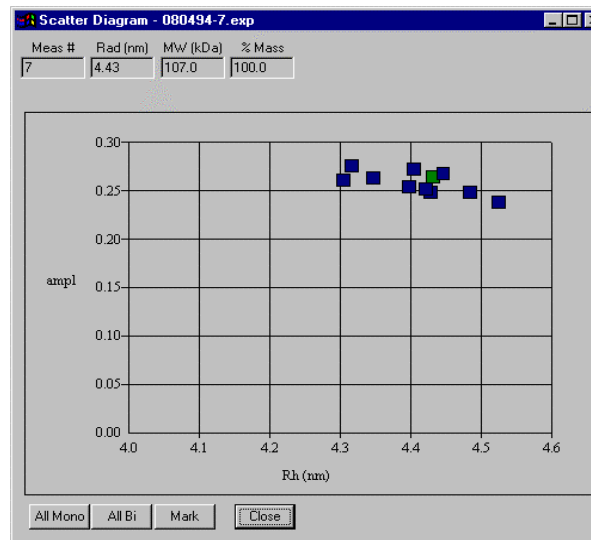 Scatter Diagram - 080494-7.exp
Meas # Rad (nm) MW (kDa) % Mass
7 4.43 107.0 100.0
0.30
0.25
0.20
ampl
0.15
0.10
0.05
0.00
4.0 4.1 4.2 4.3 4.4 4.5 4.6
Rh (nm)
All Mono All Bi Mark Close